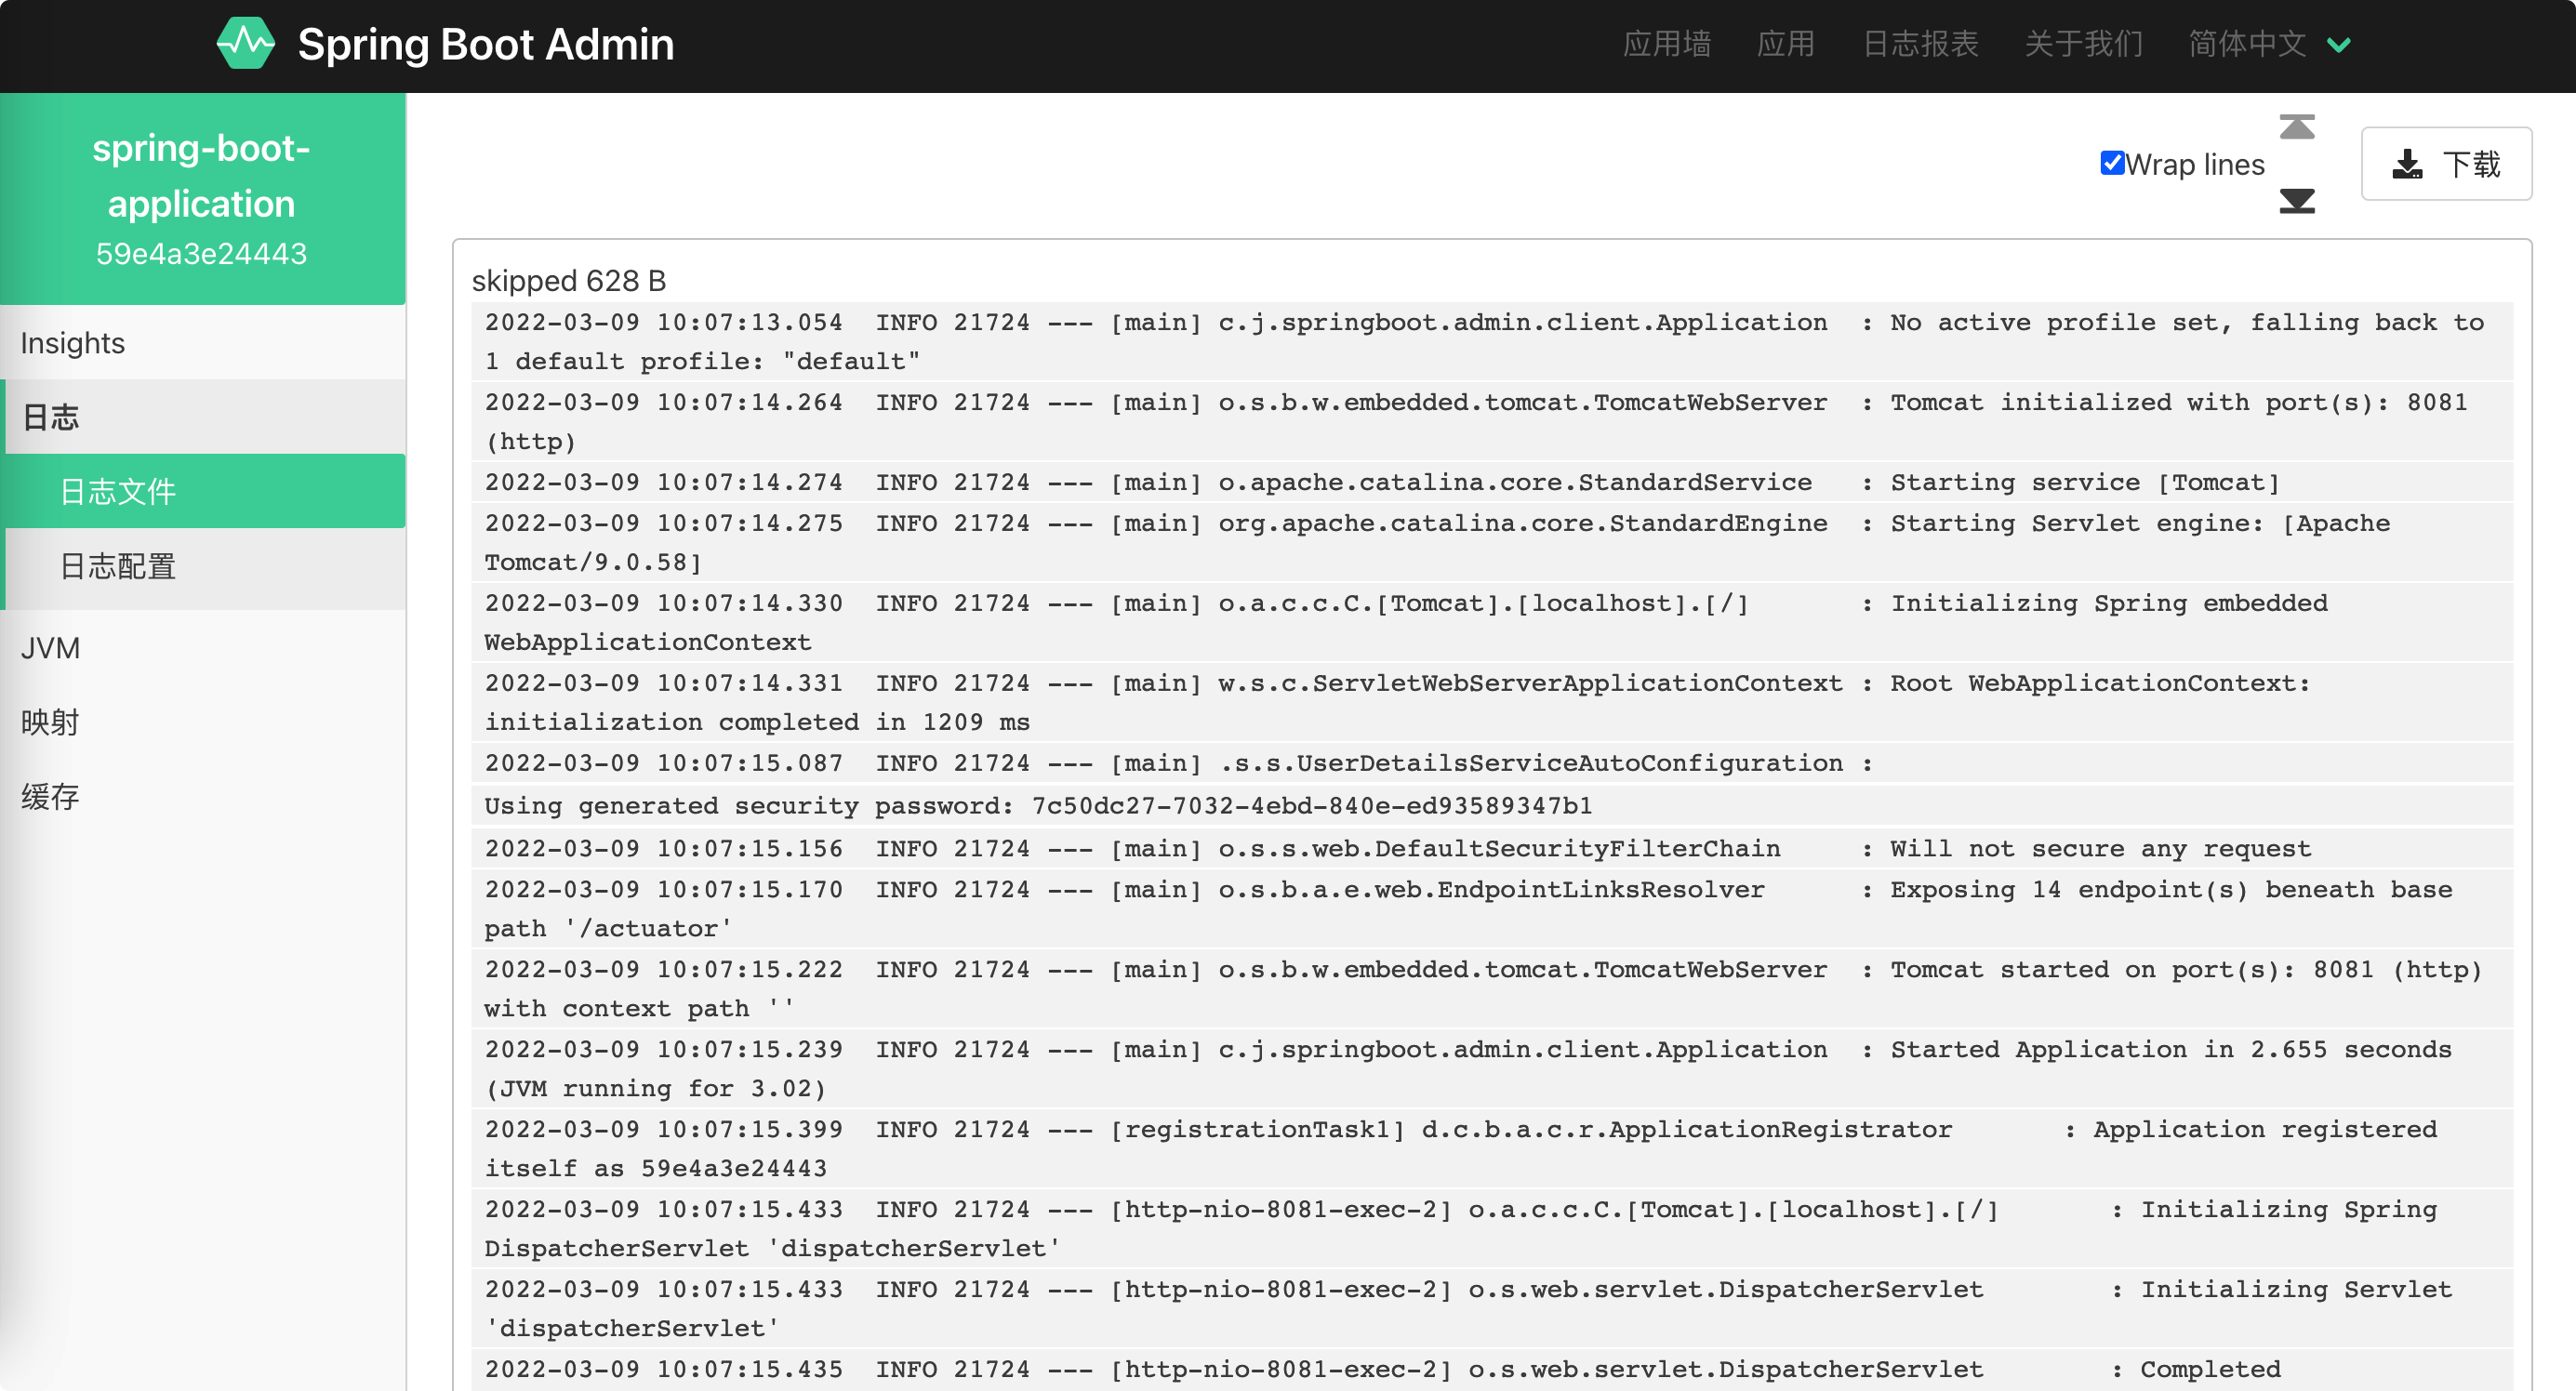 Spring Boot Admin
应用墙 应用 日志报表 关于我们 简体中文
spring-boot-
application
59e4a3e24443
Insights
日志
日志文件
日志配置
JVM
映射
缓存
Wrap lines
下载
skipped 628 B
2022-03-09 10:07:13.054  INFO 21724 --- [main] c.j.springboot.admin.client.Application  : No active profile set, falling back to
1 default profile: "default"
2022-03-09 10:07:14.264  INFO 21724 --- [main] o.s.b.w.embedded.tomcat.TomcatWebServer  : Tomcat initialized with port(s): 8081
(http)
2022-03-09 10:07:14.274  INFO 21724 --- [main] o.apache.catalina.core.StandardService   : Starting service [Tomcat]
2022-03-09 10:07:14.275  INFO 21724 --- [main] org.apache.catalina.core.StandardEngine  : Starting Servlet engine: [Apache
Tomcat/9.0.58]
2022-03-09 10:07:14.330  INFO 21724 --- [main] o.a.c.c.C.[Tomcat].[localhost].[/]       : Initializing Spring embedded
WebApplicationContext
2022-03-09 10:07:14.331  INFO 21724 --- [main] w.s.c.ServletWebServerApplicationContext : Root WebApplicationContext:
initialization completed in 1209 ms
2022-03-09 10:07:15.087  INFO 21724 --- [main] .s.s.UserDetailsServiceAutoConfiguration :
Using generated security password: 7c50dc27-7032-4ebd-840e-ed93589347b1
2022-03-09 10:07:15.156  INFO 21724 --- [main] o.s.s.web.DefaultSecurityFilterChain     : Will not secure any request
2022-03-09 10:07:15.170  INFO 21724 --- [main] o.s.b.a.e.web.EndpointLinksResolver      : Exposing 14 endpoint(s) beneath base
path '/actuator'
2022-03-09 10:07:15.222  INFO 21724 --- [main] o.s.b.w.embedded.tomcat.TomcatWebServer  : Tomcat started on port(s): 8081 (http)
with context path ''
2022-03-09 10:07:15.239  INFO 21724 --- [main] c.j.springboot.admin.client.Application  : Started Application in 2.655 seconds
(JVM running for 3.02)
2022-03-09 10:07:15.399  INFO 21724 --- [registrationTask1] d.c.b.a.c.r.ApplicationRegistrator       : Application registered
itself as 59e4a3e24443
2022-03-09 10:07:15.433  INFO 21724 --- [http-nio-8081-exec-2] o.a.c.c.C.[Tomcat].[localhost].[/]       : Initializing Spring
DispatcherServlet 'dispatcherServlet'
2022-03-09 10:07:15.433  INFO 21724 --- [http-nio-8081-exec-2] o.s.web.servlet.DispatcherServlet        : Initializing Servlet
'dispatcherServlet'
2022-03-09 10:07:15.435  INFO 21724 --- [http-nio-8081-exec-2] o.s.web.servlet.DispatcherServlet        : Completed